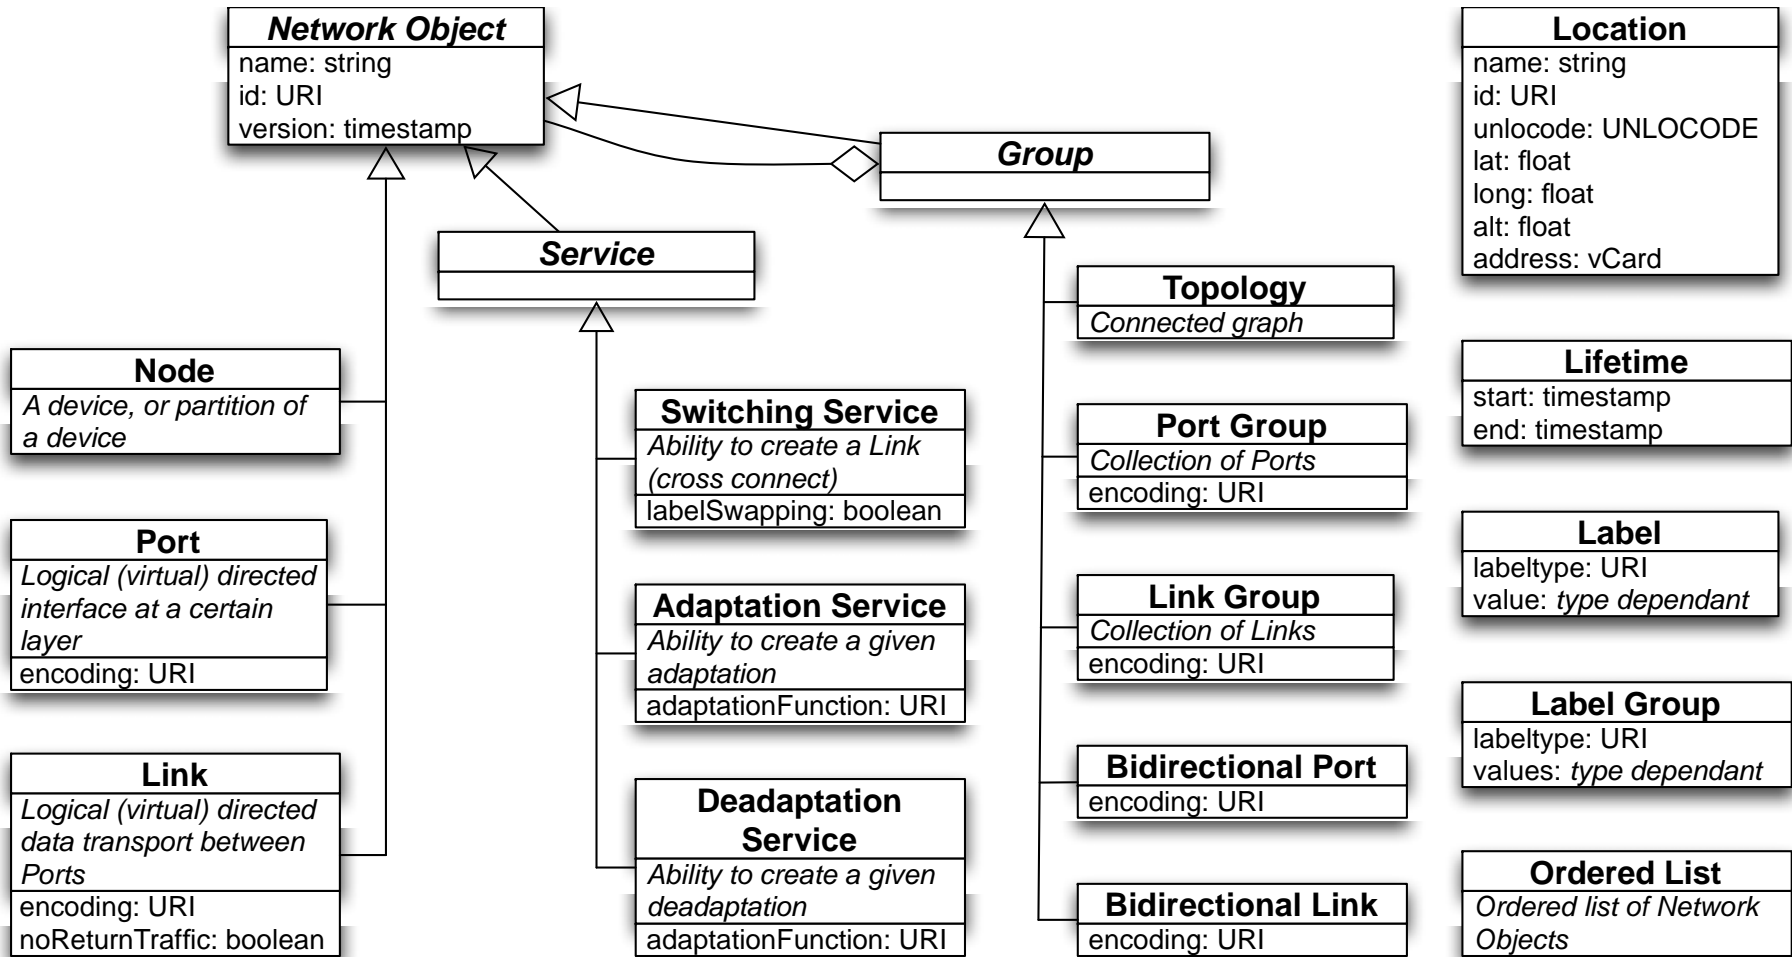 Network Object
name: string
id: URI
version: timestamp
Group
Service
Node
A device, or partition of
a device
Port
Logical (virtual) directed
interface at a certain
layer
encoding: URI
Link
Logical (virtual) directed
data transport between
Ports
encoding: URI
noReturnTraffic: boolean
Switching Service
Ability to create a Link
(cross connect)
labelSwapping: boolean
Adaptation Service
Ability to create a given
adaptation
adaptationFunction: URI
Deadaptation
Service
Ability to create a given
deadaptation
adaptationFunction: URI
Topology
Connected graph
Port Group
Collection of Ports
encoding: URI
Link Group
Collection of Links
encoding: URI
Bidirectional Port
encoding: URI
Bidirectional Link
encoding: URI
Location
name: string
id: URI
unlocode: UNLOCODE
lat: float
long: float
alt: float
address: vCard
Lifetime
start: timestamp
end: timestamp
Label
labeltype: URI
value: type dependant
Label Group
labeltype: URI
values: type dependant
Ordered List
Ordered list of Network
Objects